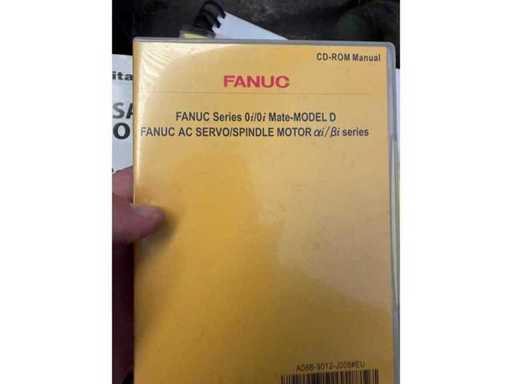 CD-ROM Manual
FANUC
FANUC Series 0i/0i Mate-MODEL D
FANUC AC SERVO/SPINDLE MOTOR αi/βi series